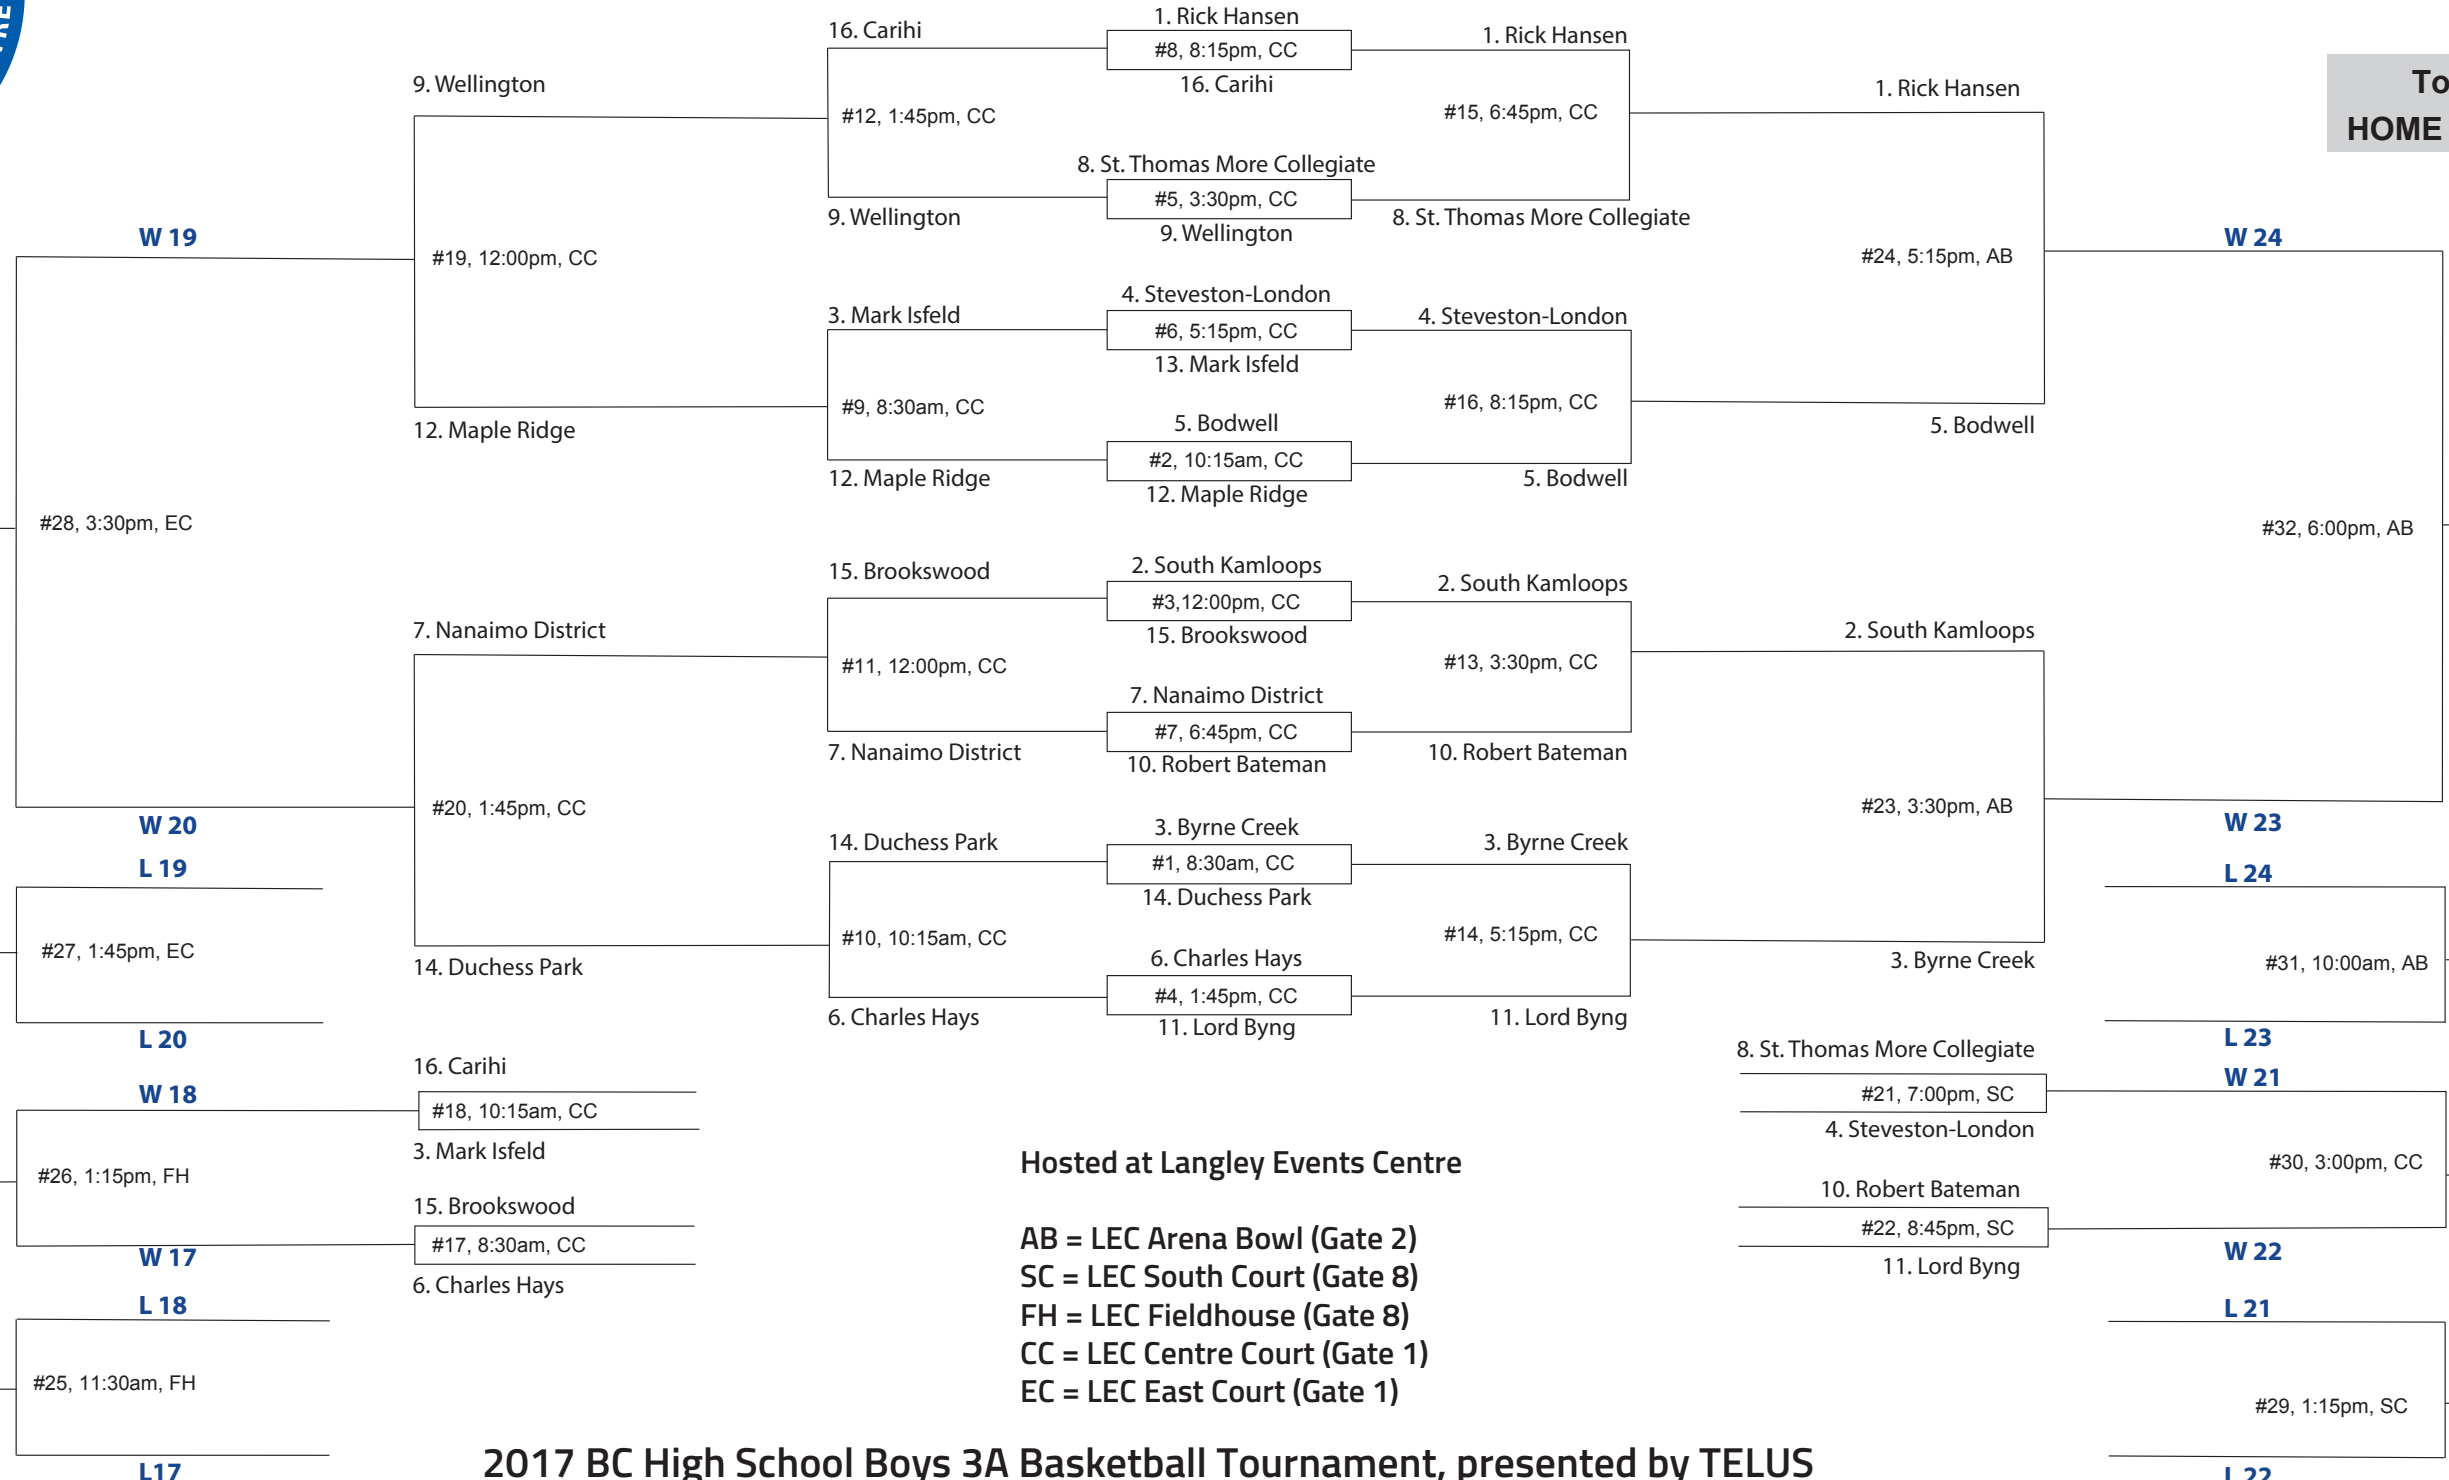 1. Rick Hansen
16. Carihi
#8, 8:15pm, CC
1. Rick Hansen
9. Wellington
16. Carihi
1. Rick Hansen
To
HOME
#12, 1:45pm, CC
#15, 6:45pm, CC
8. St. Thomas More Collegiate
#5, 3:30pm, CC
9. Wellington
8. St. Thomas More Collegiate
9. Wellington
W 19
W 24
#19, 12:00pm, CC
#24, 5:15pm, AB
4. Steveston-London
3. Mark Isfeld
#6, 5:15pm, CC
4. Steveston-London
13. Mark Isfeld
#9, 8:30am, CC
#16, 8:15pm, CC
5. Bodwell
12. Maple Ridge
5. Bodwell
#2, 10:15am, CC
12. Maple Ridge
5. Bodwell
12. Maple Ridge
#28, 3:30pm, EC
#32, 6:00pm, AB
15. Brookswood
2. South Kamloops
2. South Kamloops
#3,12:00pm, CC
7. Nanaimo District
15. Brookswood
2. South Kamloops
#11, 12:00pm, CC
#13, 3:30pm, CC
7. Nanaimo District
#7, 6:45pm, CC
7. Nanaimo District
10. Robert Bateman
10. Robert Bateman
#20, 1:45pm, CC
#23, 3:30pm, AB
W 20
W 23
14. Duchess Park
3. Byrne Creek
3. Byrne Creek
L 19
L 24
#1, 8:30am, CC
14. Duchess Park
#10, 10:15am, CC
#14, 5:15pm, CC
#27, 1:45pm, EC
14. Duchess Park
6. Charles Hays
3. Byrne Creek
#31, 10:00am, AB
#4, 1:45pm, CC
6. Charles Hays
11. Lord Byng
11. Lord Byng
L 20
L 23
16. Carihi
8. St. Thomas More Collegiate
W 18
W 21
#18, 10:15am, CC
#21, 7:00pm, SC
3. Mark Isfeld
4. Steveston-London
#26, 1:15pm, FH
#30, 3:00pm, CC
15. Brookswood
10. Robert Bateman
#17, 8:30am, CC
#22, 8:45pm, SC
W 17
W 22
6. Charles Hays
11. Lord Byng
L 18
L 21
#25, 11:30am, FH
#29, 1:15pm, SC
L17
L 22
Hosted at Langley Events Centre
AB = LEC Arena Bowl (Gate 2)
SC = LEC South Court (Gate 8)
FH = LEC Fieldhouse (Gate 8)
CC = LEC Centre Court (Gate 1)
EC = LEC East Court (Gate 1)
2017 BC High School Boys 3A Basketball Tournament, presented by TELUS